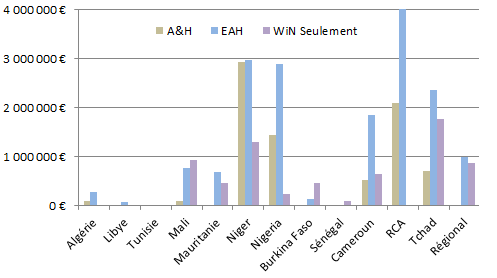 4 000 000 €
A&H EAH WiN Seulement
3 000 000 €
2 000 000 €
1 000 000 €
0 €
Algérie
Libye
Tunisie
Mali
Mauritanie
Niger
Nigeria
Burkina Faso
Sénégal
Cameroun
RCA
Tchad
Régional